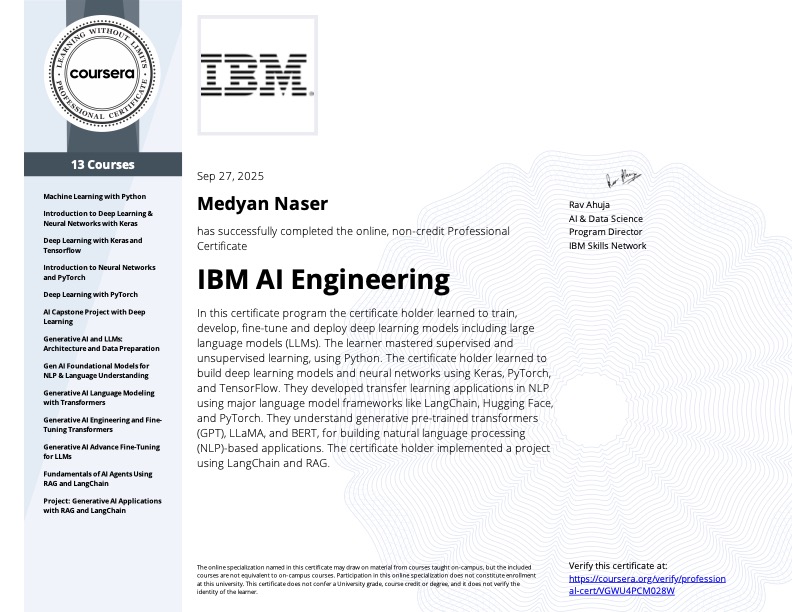 LEARNING WITHOUT LIMITS
coursera
PROFESSIONAL CERTIFICATE
IBM
13 Courses
Machine Learning with Python
Introduction to Deep Learning &
Neural Networks with Keras
Deep Learning with Keras and
Tensorflow
Introduction to Neural Networks
and PyTorch
Deep Learning with PyTorch
AI Capstone Project with Deep
Learning
Generative AI and LLMs:
Architecture and Data Preparation
Gen AI Foundational Models for
NLP & Language Understanding
Generative AI Language Modeling
with Transformers
Generative AI Engineering and Fine-
Tuning Transformers
Generative AI Advance Fine-Tuning
for LLMs
Fundamentals of AI Agents Using
RAG and LangChain
Project: Generative AI Applications
with RAG and LangChain
Sep 27, 2025
Medyan Naser
has successfully completed the online, non-credit Professional
Certificate
IBM AI Engineering
In this certificate program the certificate holder learned to train,
develop, fine-tune and deploy deep learning models including large
language models (LLMs). The learner mastered supervised and
unsupervised learning, using Python. The certificate holder learned to
build deep learning models and neural networks using Keras, PyTorch,
and TensorFlow. They developed transfer learning applications in NLP
using major language model frameworks like LangChain, Hugging Face,
and PyTorch. They understand generative pre-trained transformers
(GPT), LLaMA, and BERT, for building natural language processing
(NLP)-based applications. The certificate holder implemented a project
using LangChain and RAG.
Rav Ahuja
AI & Data Science
Program Director
IBM Skills Network
The online specialization named in this certificate may draw on material from courses taught on-campus, but the included
courses are not equivalent to on-campus courses. Participation in this online specialization does not constitute enrollment
at this university. This certificate does not confer a University grade, course credit or degree, and it does not verify the
identity of the learner.
Verify this certificate at:
https://coursera.org/verify/profession
al-cert/VGWU4PCM028W